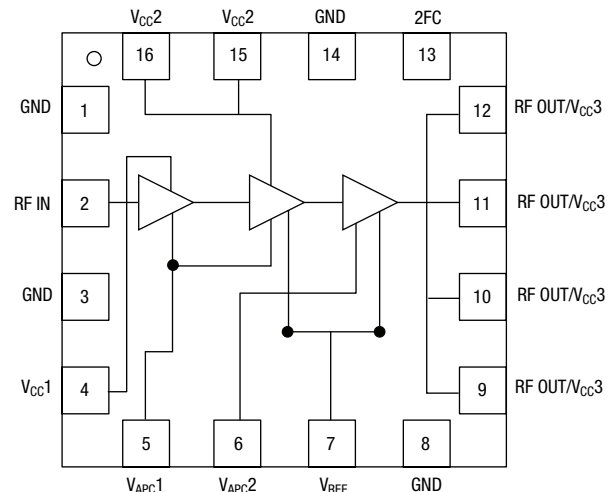 VCC2 VCC2 GND 2FC
16 15 14 13
GND 1 12 RF OUT/VCC3
RF IN 2 11 RF OUT/VCC3
GND 3 10 RF OUT/VCC3
VCC1 4 9 RF OUT/VCC3
5 6 7 8
VAPC1 VAPC2 VREF GND